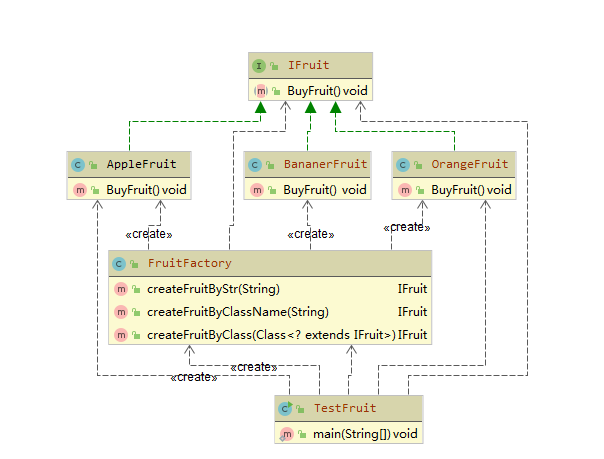 IFruit
BuyFruit() void
AppleFruit
BuyFruit() void
BananerFruit
BuyFruit() void
OrangeFruit
BuyFruit() void
«create»
«create»
«create»
FruitFactory
createFruitByStr(String) IFruit
createFruitByClassName(String) IFruit
createFruitByClass(Class<? extends IFruit>) IFruit
«create»
«create»
TestFruit
main(String[]) void